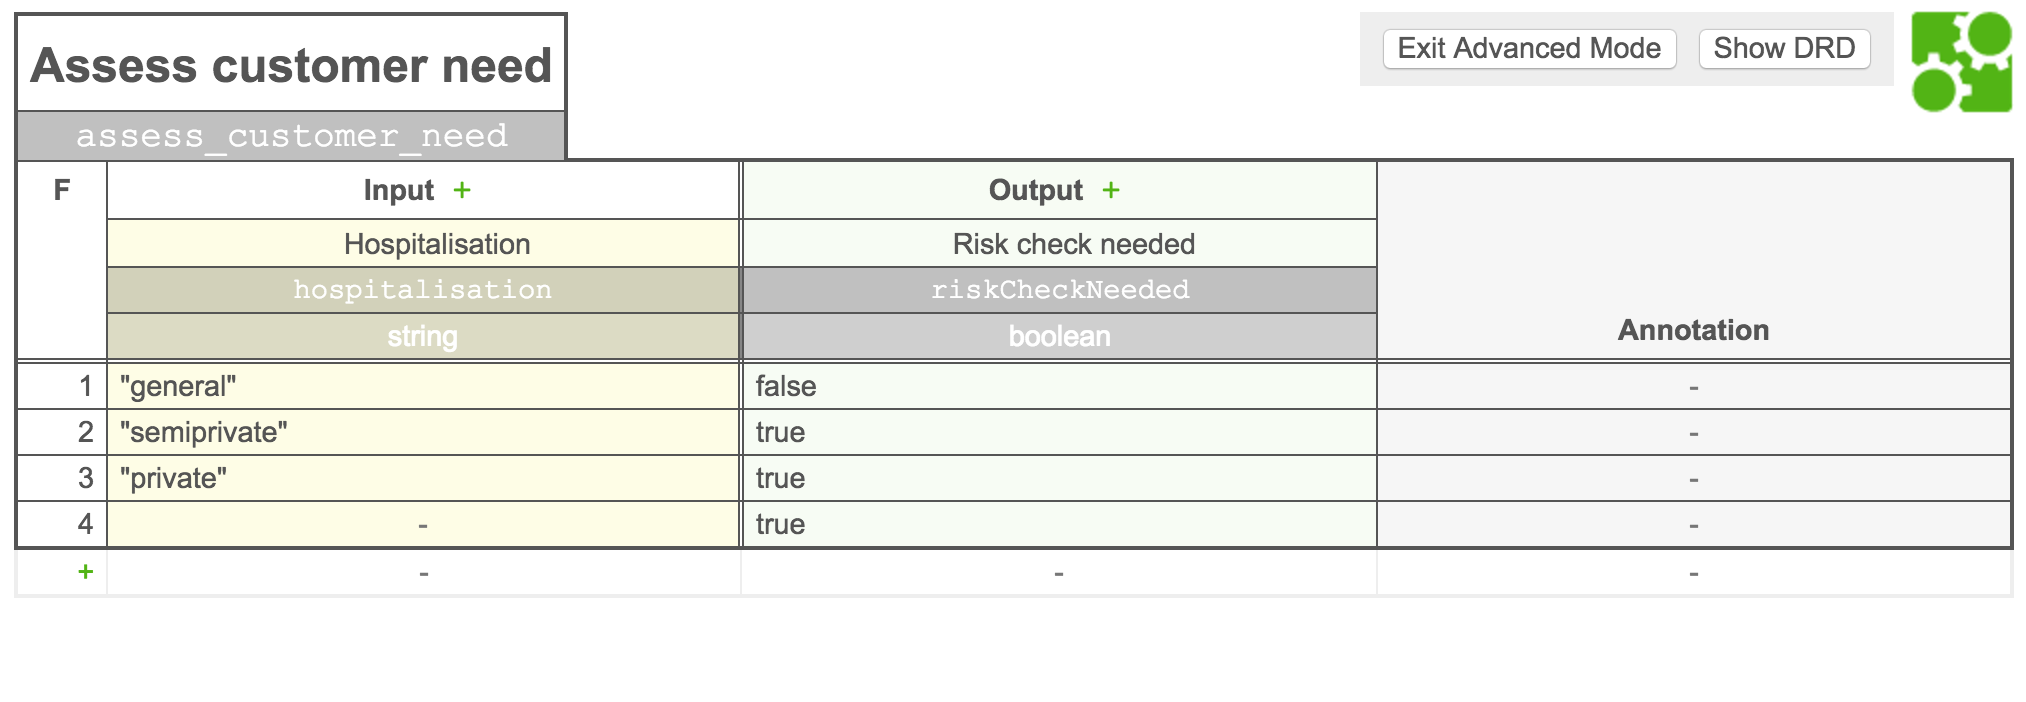 Assess customer need
Exit Advanced Mode Show DRD
assess_customer_need
F Input + Output +
Hospitalisation Risk check needed
hospitalisation riskCheckNeeded
string boolean Annotation
1 "general" false -
2 "semiprivate" true -
3 "private" true -
4 - true -
+ - - -